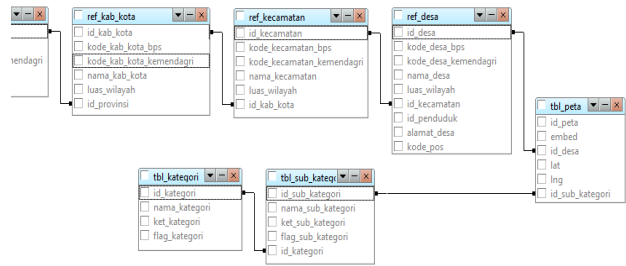 nendagri
ref_kab_kota
id_kab_kota
kode_kab_kota_bps
kode_kab_kota_kemendagri
nama_kab_kota
luas_wilayah
id_provinsi
ref_kecamatan
id_kecamatan
kode_kecamatan_bps
kode_kecamatan_kemendagri
nama_kecamatan
luas_wilayah
id_kab_kota
ref_desa
id_desa
kode_desa_bps
kode_desa_kemendagri
nama_desa
luas_wilayah
id_kecamatan
id_penduduk
alamat_desa
kode_pos
tbl_peta
id_peta
embed
id_desa
lat
lng
id_sub_kategori
tbl_kategori
id_kategori
nama_kategori
ket_kategori
flag_kategori
tbl_sub_kateg
id_sub_kategori
nama_sub_kategori
ket_sub_kategori
flag_sub_kategori
id_kategori